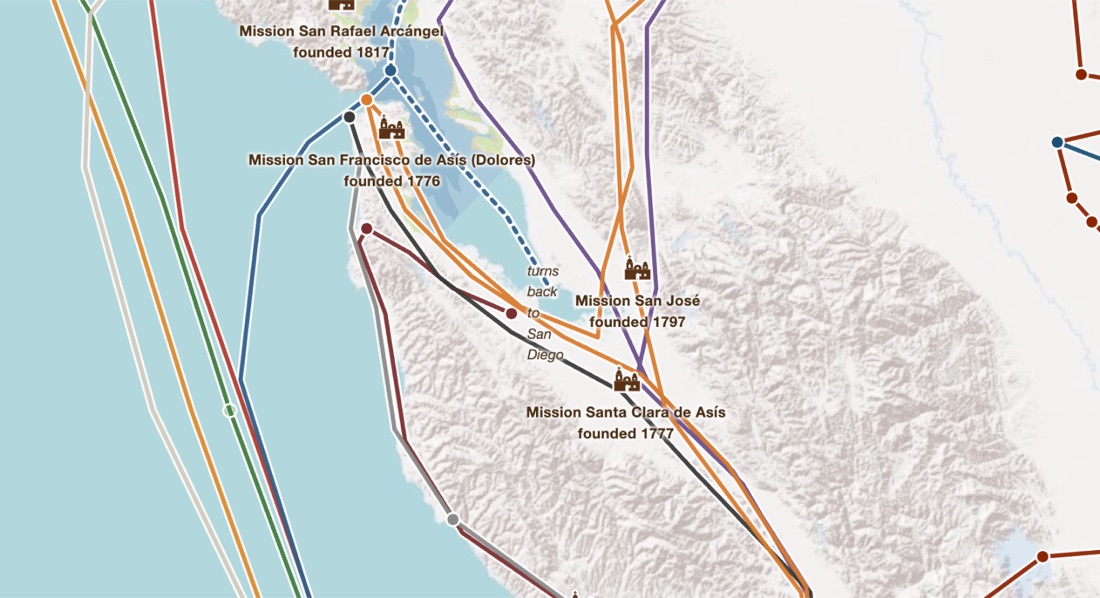 Mission San Rafael Arcángel
founded 1817
Mission San Francisco de Asís (Dolores)
founded 1776
turns
back
to
San
Diego
Mission San José
founded 1797
Mission Santa Clara de Asís
founded 1777